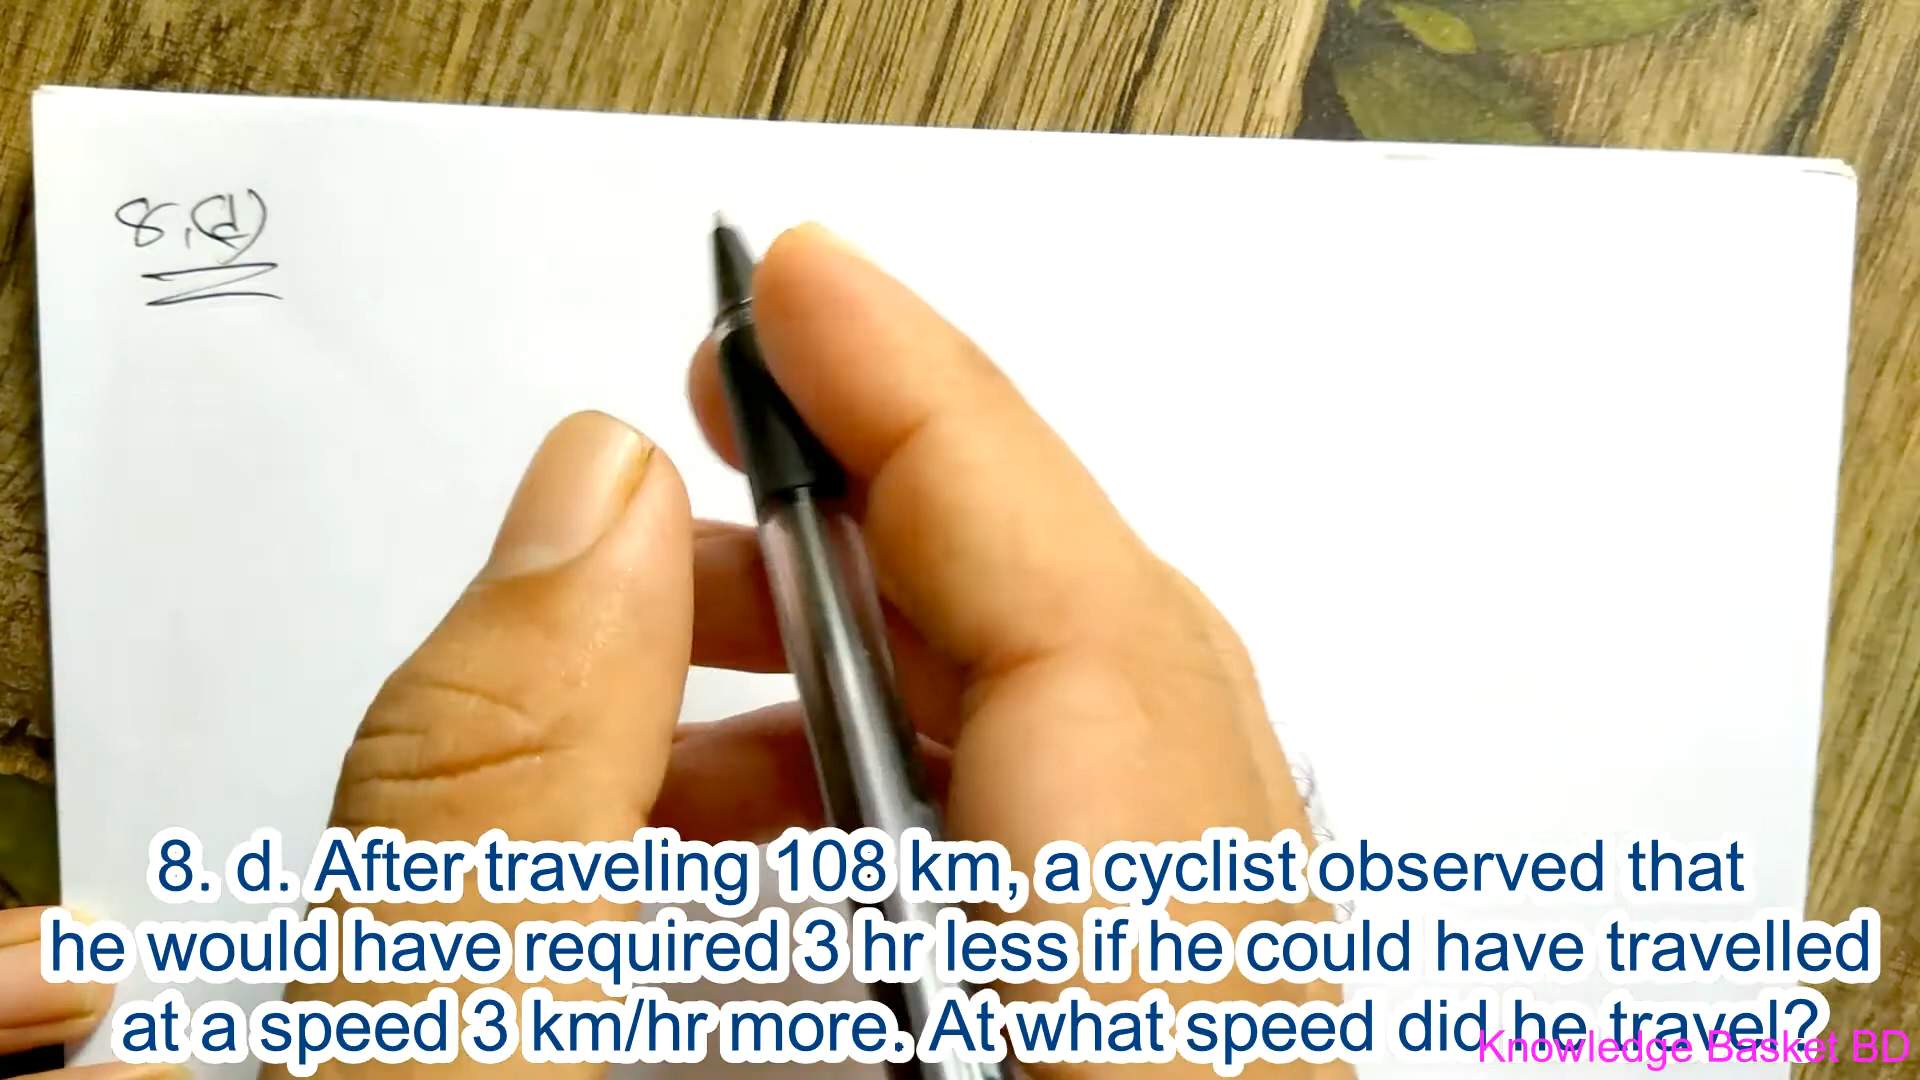 8.(d)
8. d. After traveling 108 km, a cyclist observed that
he would have required 3 hr less if he could have travelled
at a speed 3 km/hr more. At what speed did he travel?
Knowledge Basket BD